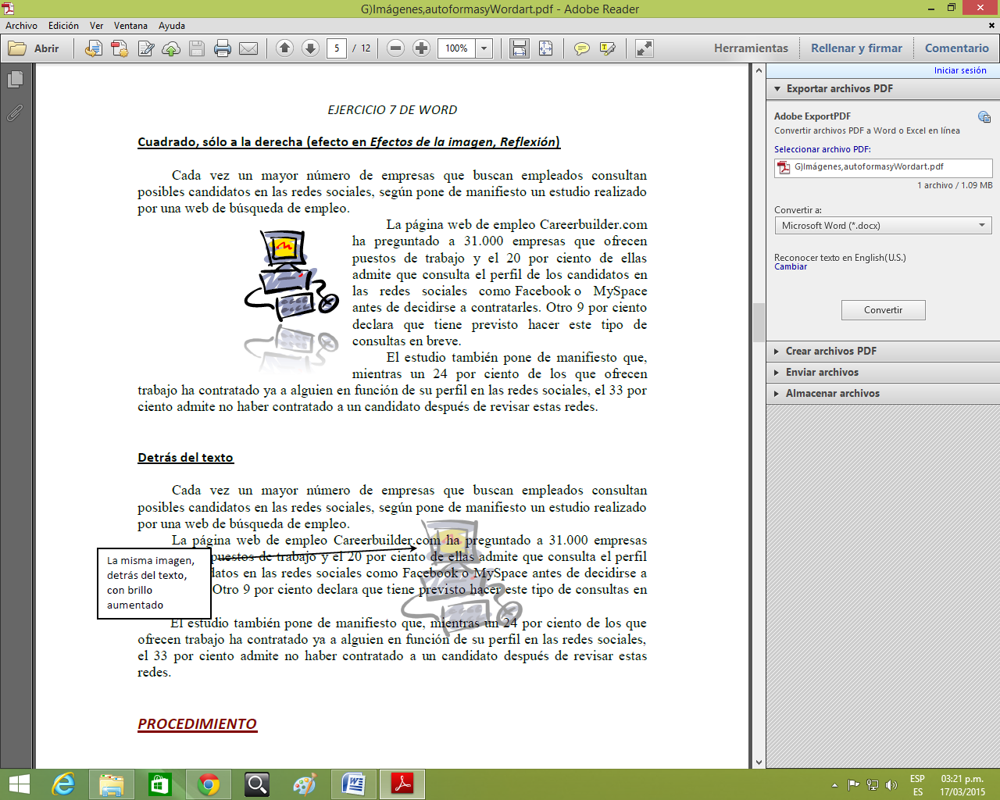 G)Imágenes,autoformasyWordart.pdf - Adobe Reader
Archivo Edición Ver Ventana Ayuda
Abrir 5 / 12 100% Herramientas Rellenar y firmar Comentario
Iniciar sesión
Exportar archivos PDF
Adobe ExportPDF
Convertir archivos PDF a Word o Excel en línea
Seleccionar archivo PDF:
G)Imágenes,autoformasyWordart.pdf
1 archivo / 1.09 MB
Convertir a:
Microsoft Word (*.docx)
Reconocer texto en English(U.S.)
Cambiar
Convertir
Crear archivos PDF
Enviar archivos
Almacenar archivos
EJERCICIO 7 DE WORD
Cuadrado, sólo a la derecha (efecto en Efectos de la imagen, Reflexión)
Cada vez un mayor número de empresas que buscan empleados consultan
posibles candidatos en las redes sociales, según pone de manifiesto un estudio realizado
por una web de búsqueda de empleo.
La página web de empleo Careerbuilder.com
ha preguntado a 31.000 empresas que ofrecen
puestos de trabajo y el 20 por ciento de ellas
admite que consulta el perfil de los candidatos en
las redes sociales como Facebook o MySpace
antes de decidirse a contratarles. Otro 9 por ciento
declara que tiene previsto hacer este tipo de
consultas en breve.
El estudio también pone de manifiesto que,
mientras un 24 por ciento de los que ofrecen
trabajo ha contratado ya a alguien en función de su perfil en las redes sociales, el 33 por
ciento admite no haber contratado a un candidato después de revisar estas redes.
Detrás del texto
Cada vez un mayor número de empresas que buscan empleados consultan
posibles candidatos en las redes sociales, según pone de manifiesto un estudio realizado
por una web de búsqueda de empleo.
La página web de empleo Careerbuilder.com ha preguntado a 31.000 empresas
puestos de trabajo y el 20 por ciento de ellas admite que consulta el perfil
datos en las redes sociales como Facebook o MySpace antes de decidirse a
Otro 9 por ciento declara que tiene previsto hacer este tipo de consultas en
La misma imagen,
detrás del texto,
con brillo
aumentado
El estudio también pone de manifiesto que, mientras un 24 por ciento de los que
ofrecen trabajo ha contratado ya a alguien en función de su perfil en las redes sociales,
el 33 por ciento admite no haber contratado a un candidato después de revisar estas
redes.
PROCEDIMIENTO
ESP 03:21 p.m.
ES 17/03/2015